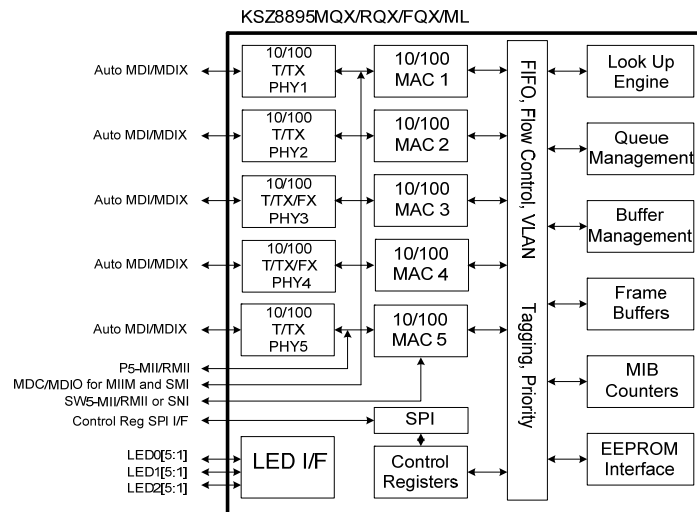 KSZ8895MQX/RQX/FQX/ML
Auto MDI/MDIX
10/100
T/TX
PHY1
10/100
MAC 1
Look Up
Engine
Auto MDI/MDIX
10/100
T/TX
PHY2
10/100
MAC 2
Queue
Management
Auto MDI/MDIX
10/100
T/TX/FX
PHY3
10/100
MAC 3
Buffer
Management
Auto MDI/MDIX
10/100
T/TX/FX
PHY4
10/100
MAC 4
Frame
Buffers
Auto MDI/MDIX
10/100
T/TX
PHY5
10/100
MAC 5
MIB
Counters
FIFO, Flow Control, VLAN Tagging, Priority
P5-MII/RMII
MDC/MDIO for MIIM and SMI
SW5-MII/RMII or SNI
Control Reg SPI I/F
SPI
LED0[5:1]
LED1[5:1]
LED2[5:1]
LED I/F
Control
Registers
EEPROM
Interface